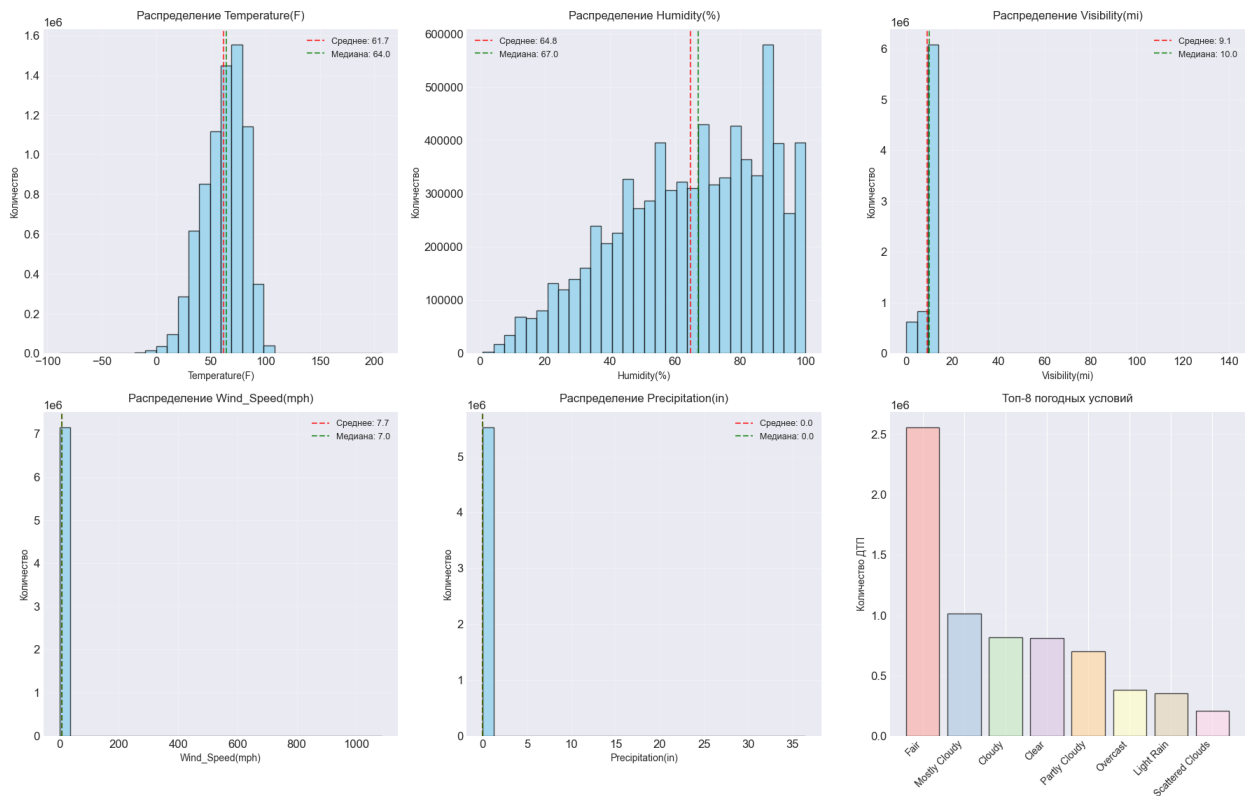 Распределение Temperature(F)
1e6
Среднее: 61.7
Медиана: 64.0
1.6
1.4
1.2
1.0
0.8
0.6
0.4
0.2
0.0
Количество
−100
−50
0
50
100
150
200
Temperature(F)
Распределение Humidity(%)
Среднее: 64.8
Медиана: 67.0
600000
500000
400000
300000
200000
100000
0
Количество
0
20
40
60
80
100
Humidity(%)
Распределение Visibility(mi)
1e6
Среднее: 9.1
Медиана: 10.0
6
5
4
3
2
1
0
Количество
0
20
40
60
80
100
120
140
Visibility(mi)
Распределение Wind_Speed(mph)
1e6
Среднее: 7.7
Медиана: 7.0
7
6
5
4
3
2
1
0
Количество
0
200
400
600
800
1000
Wind_Speed(mph)
Распределение Precipitation(in)
1e6
Среднее: 0.0
Медиана: 0.0
5
4
3
2
1
0
Количество
0
5
10
15
20
25
30
35
Precipitation(in)
Топ-8 погодных условий
1e6
2.5
2.0
1.5
1.0
0.5
0.0
Количество ДТП
Fair
Mostly Cloudy
Cloudy
Clear
Partly Cloudy
Overcast
Light Rain
Scattered Clouds